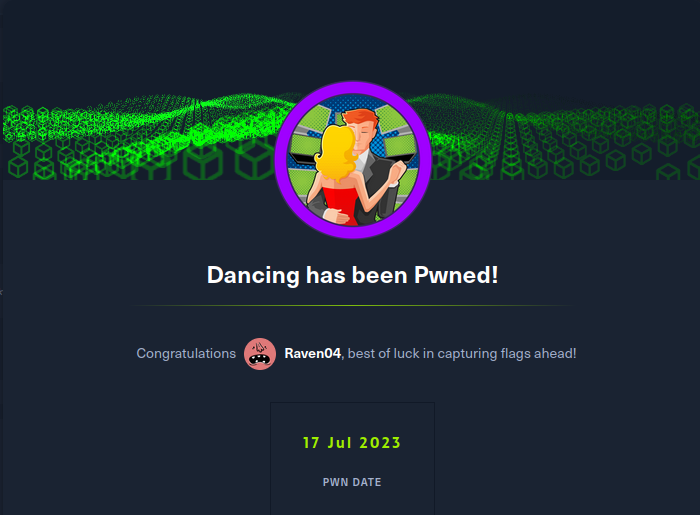 Dancing has been Pwned!
Congratulations Raven04, best of luck in capturing flags ahead!
17 Jul 2023
PWN DATE